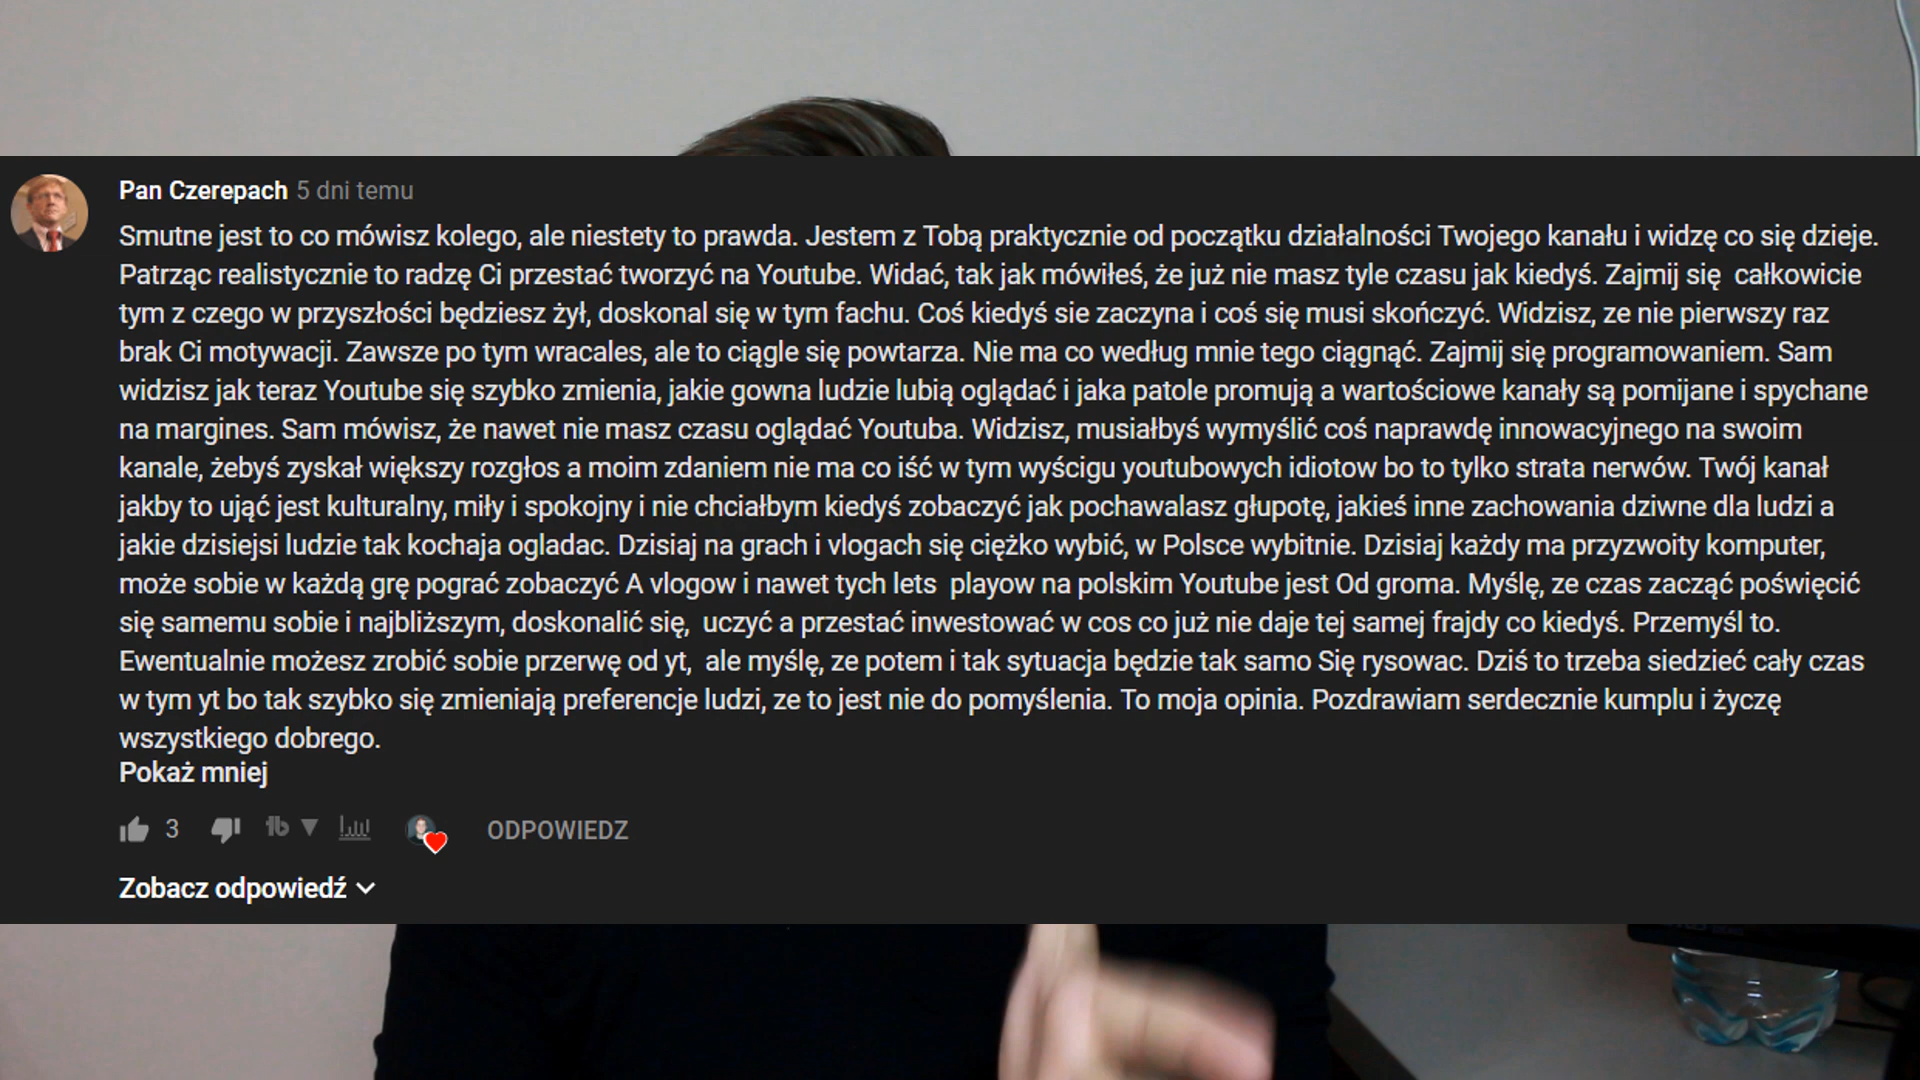 Pan Czerepach 5 dni temu
Smutne jest to co mówisz kolego, ale niestety to prawda. Jestem z Tobą praktycznie od początku działalności Twojego kanału i widzę co się dzieje.
Patrząc realistycznie to radzę Ci przestać tworzyć na Youtube. Widać, tak jak mówiłeś, że już nie masz tyle czasu jak kiedyś. Zajmij się  całkowicie
tym z czego w przyszłości będziesz żył, doskonal się w tym fachu. Coś kiedyś sie zaczyna i coś się musi skończyć. Widzisz, ze nie pierwszy raz
brak Ci motywacji. Zawsze po tym wracales, ale to ciągle się powtarza. Nie ma co według mnie tego ciągnąć. Zajmij się programowaniem. Sam
widzisz jak teraz Youtube się szybko zmienia, jakie gowna ludzie lubią oglądać i jaka patole promują a wartościowe kanały są pomijane i spychane
na margines. Sam mówisz, że nawet nie masz czasu oglądać Youtuba. Widzisz, musiałbyś wymyślić coś naprawdę innowacyjnego na swoim
kanale, żebyś zyskał większy rozgłos a moim zdaniem nie ma co iść w tym wyścigu youtubowych idiotow bo to tylko strata nerwów. Twój kanał
jakby to ująć jest kulturalny, miły i spokojny i nie chciałbym kiedyś zobaczyć jak pochawalasz głupotę, jakieś inne zachowania dziwne dla ludzi a
jakie dzisiejsi ludzie tak kochaja ogladac. Dzisiaj na grach i vlogach się ciężko wybić, w Polsce wybitnie. Dzisiaj każdy ma przyzwoity komputer,
może sobie w każdą grę pograć zobaczyć A vlogow i nawet tych lets  playow na polskim Youtube jest Od groma. Myślę, ze czas zacząć poświęcić
się samemu sobie i najbliższym, doskonalić się,  uczyć a przestać inwestować w cos co już nie daje tej samej frajdy co kiedyś. Przemyśl to.
Ewentualnie możesz zrobić sobie przerwę od yt,  ale myślę, ze potem i tak sytuacja będzie tak samo Się rysowac. Dziś to trzeba siedzieć cały czas
w tym yt bo tak szybko się zmieniają preferencje ludzi, ze to jest nie do pomyślenia. To moja opinia. Pozdrawiam serdecznie kumplu i życzę
wszystkiego dobrego.
Pokaż mniej
3 ODPOWIEDZ
Zobacz odpowiedź